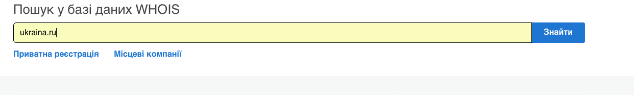 Пошук у базі даних WHOIS
ukraina.ru
Знайти
Приватна реєстрація Місцеві компанії